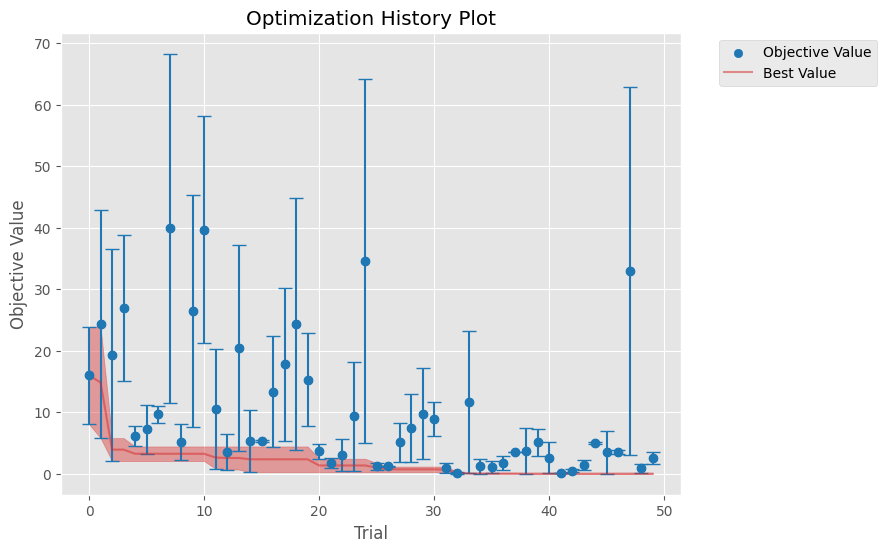 Optimization History Plot
Objective Value
Best Value
Objective Value
70
60
50
40
30
20
10
0
0 10 20 30 40 50
Trial